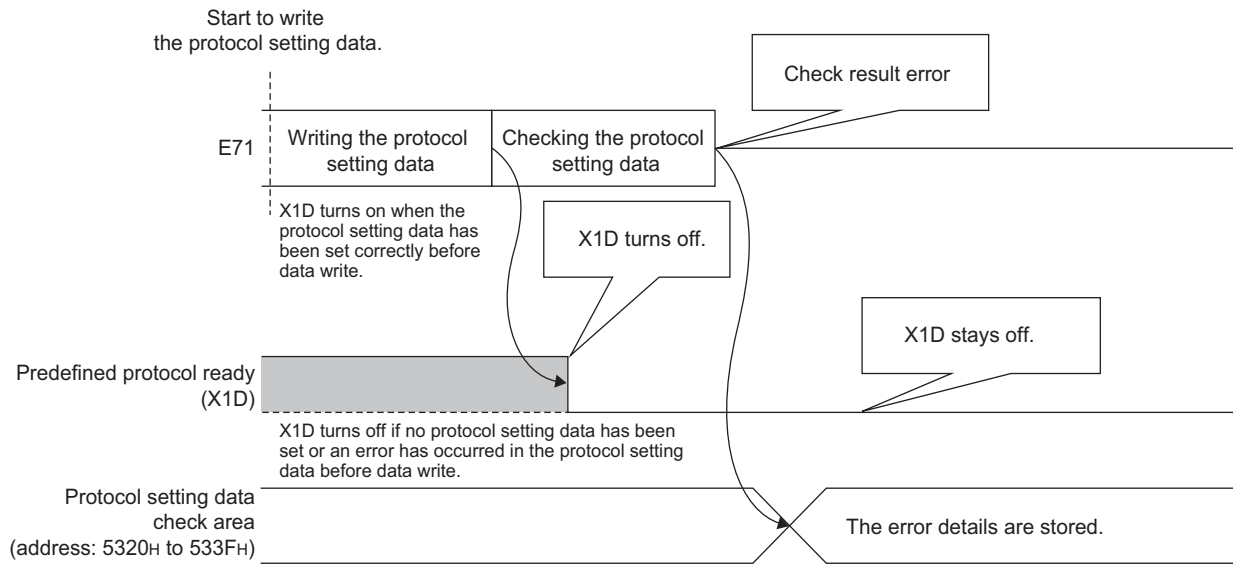 Start to write
the protocol setting data.
Check result error
E71
Writing the protocol
setting data
Checking the protocol
setting data
X1D turns on when the
protocol setting data has
been set correctly before
data write.
X1D turns off.
X1D stays off.
Predefined protocol ready
(X1D)
X1D turns off if no protocol setting data has been
set or an error has occurred in the protocol setting
data before data write.
Protocol setting data
check area
(address: 5320H to 533FH)
The error details are stored.